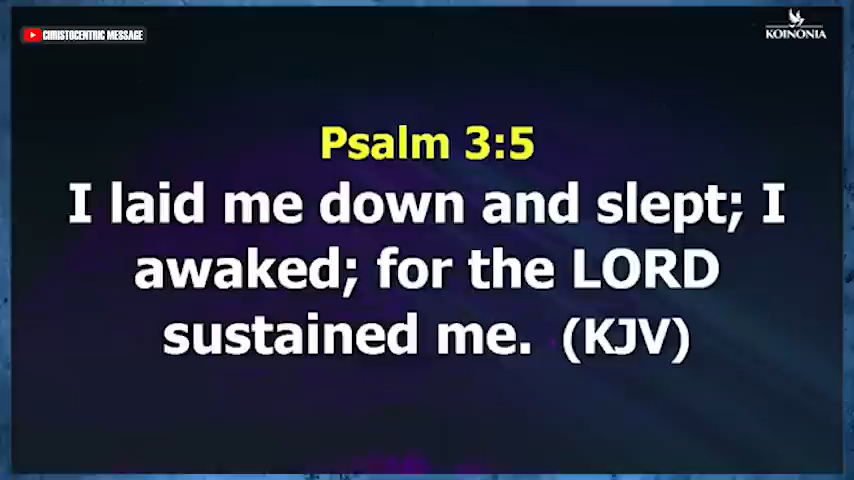 CHRISTOCENTRIC MESSAGE
KOINONIA
Psalm 3:5
I laid me down and slept; I
awaked; for the LORD
sustained me. (KJV)